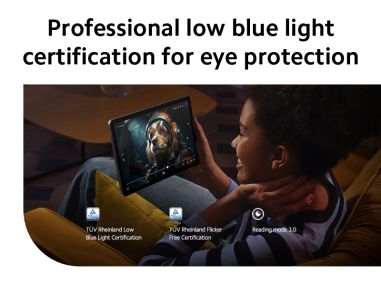 Professional low blue light
certification for eye protection
TÜV Rheinland Low
Blue Light Certification
TÜV Rheinland Flicker
Free Certification
Reading mode 3.0